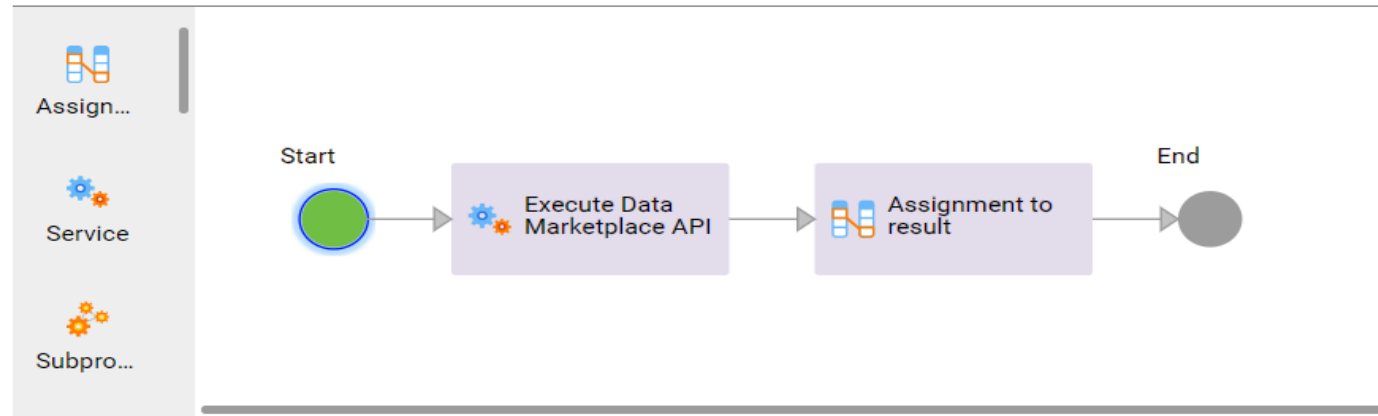 Assign...
Service
Subpro...
Start
Execute Data
Marketplace API
Assignment to
result
End